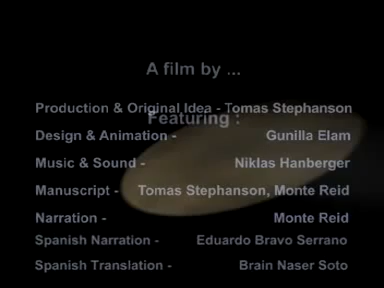 A film by ...
Production & Original Idea - Tomas Stephanson
Featuring :
Design & Animation - Gunilla Elam
Music & Sound - Niklas Hanberger
Manuscript - Tomas Stephanson, Monte Reid
Narration - Monte Reid
Spanish Narration - Eduardo Bravo Serrano
Spanish Translation - Brain Naser Soto